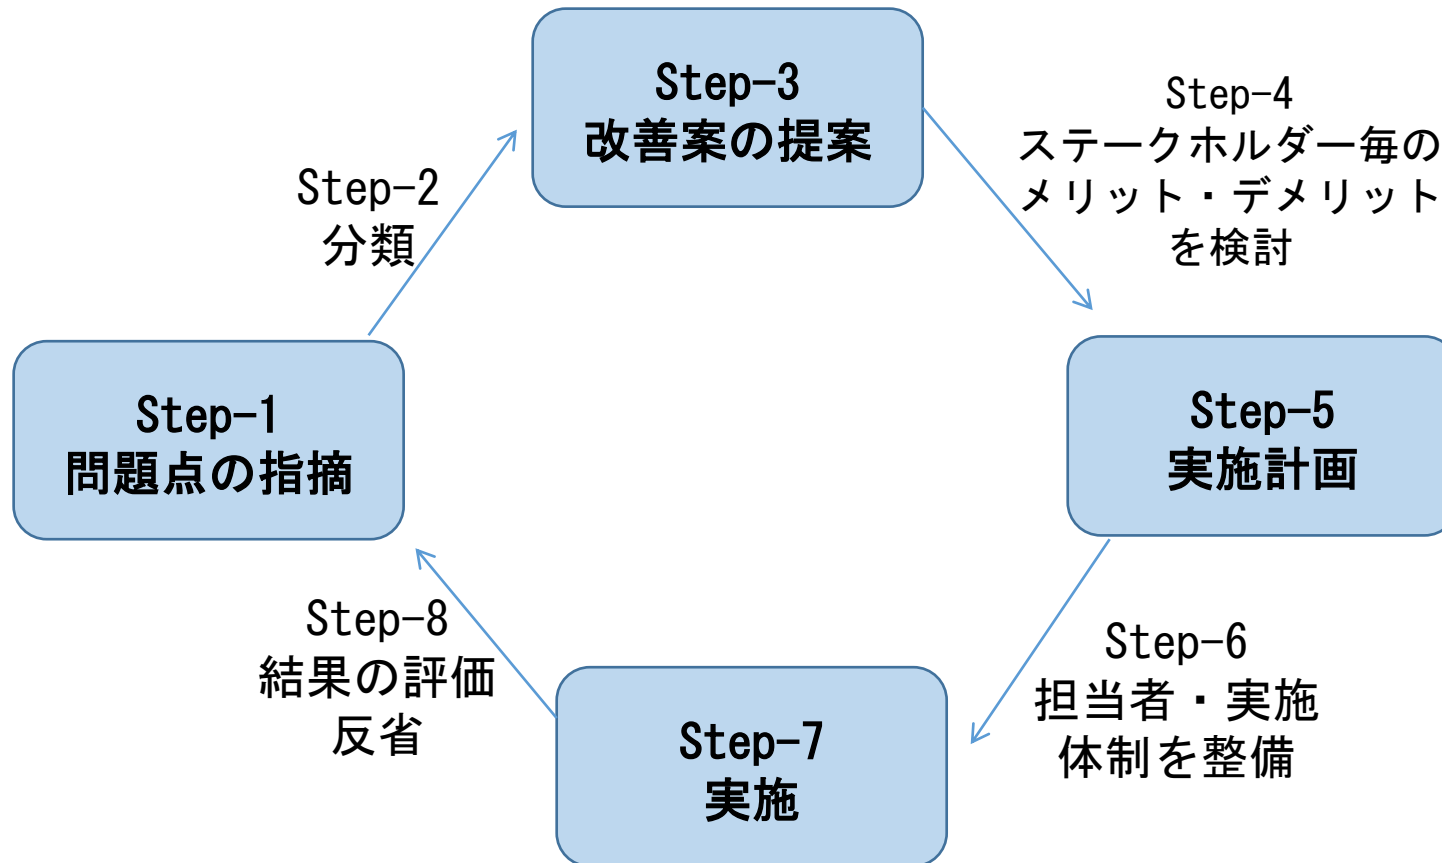 Step-1
問題点の指摘
Step-2
分類
Step-3
改善案の提案
Step-4
ステークホルダー毎の
メリット・デメリット
を検討
Step-5
実施計画
Step-6
担当者・実施
体制を整備
Step-7
実施
Step-8
結果の評価
反省